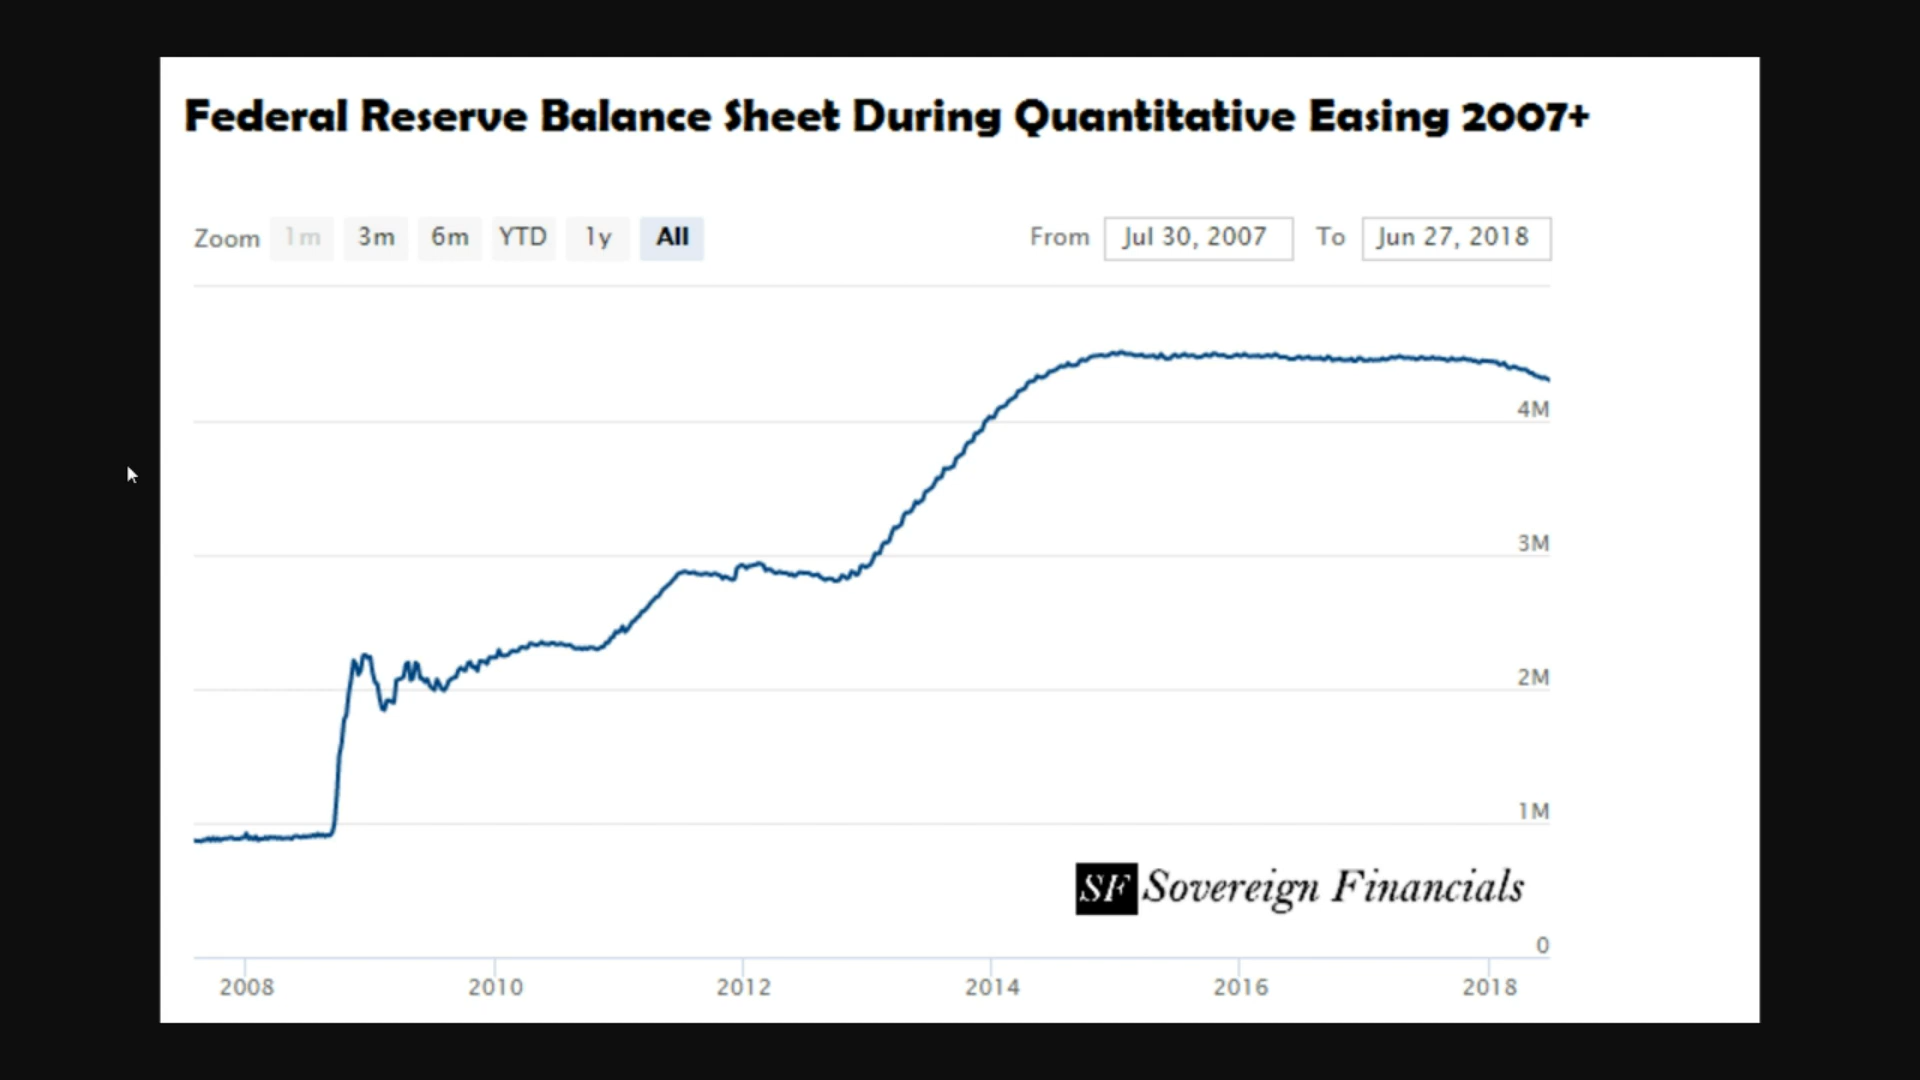 Federal Reserve Balance Sheet During Quantitative Easing 2007+
Zoom 1m 3m 6m YTD 1y All From Jul 30, 2007 To Jun 27, 2018
4M
3M
2M
1M
SF Sovereign Financials
0
2008 2010 2012 2014 2016 2018